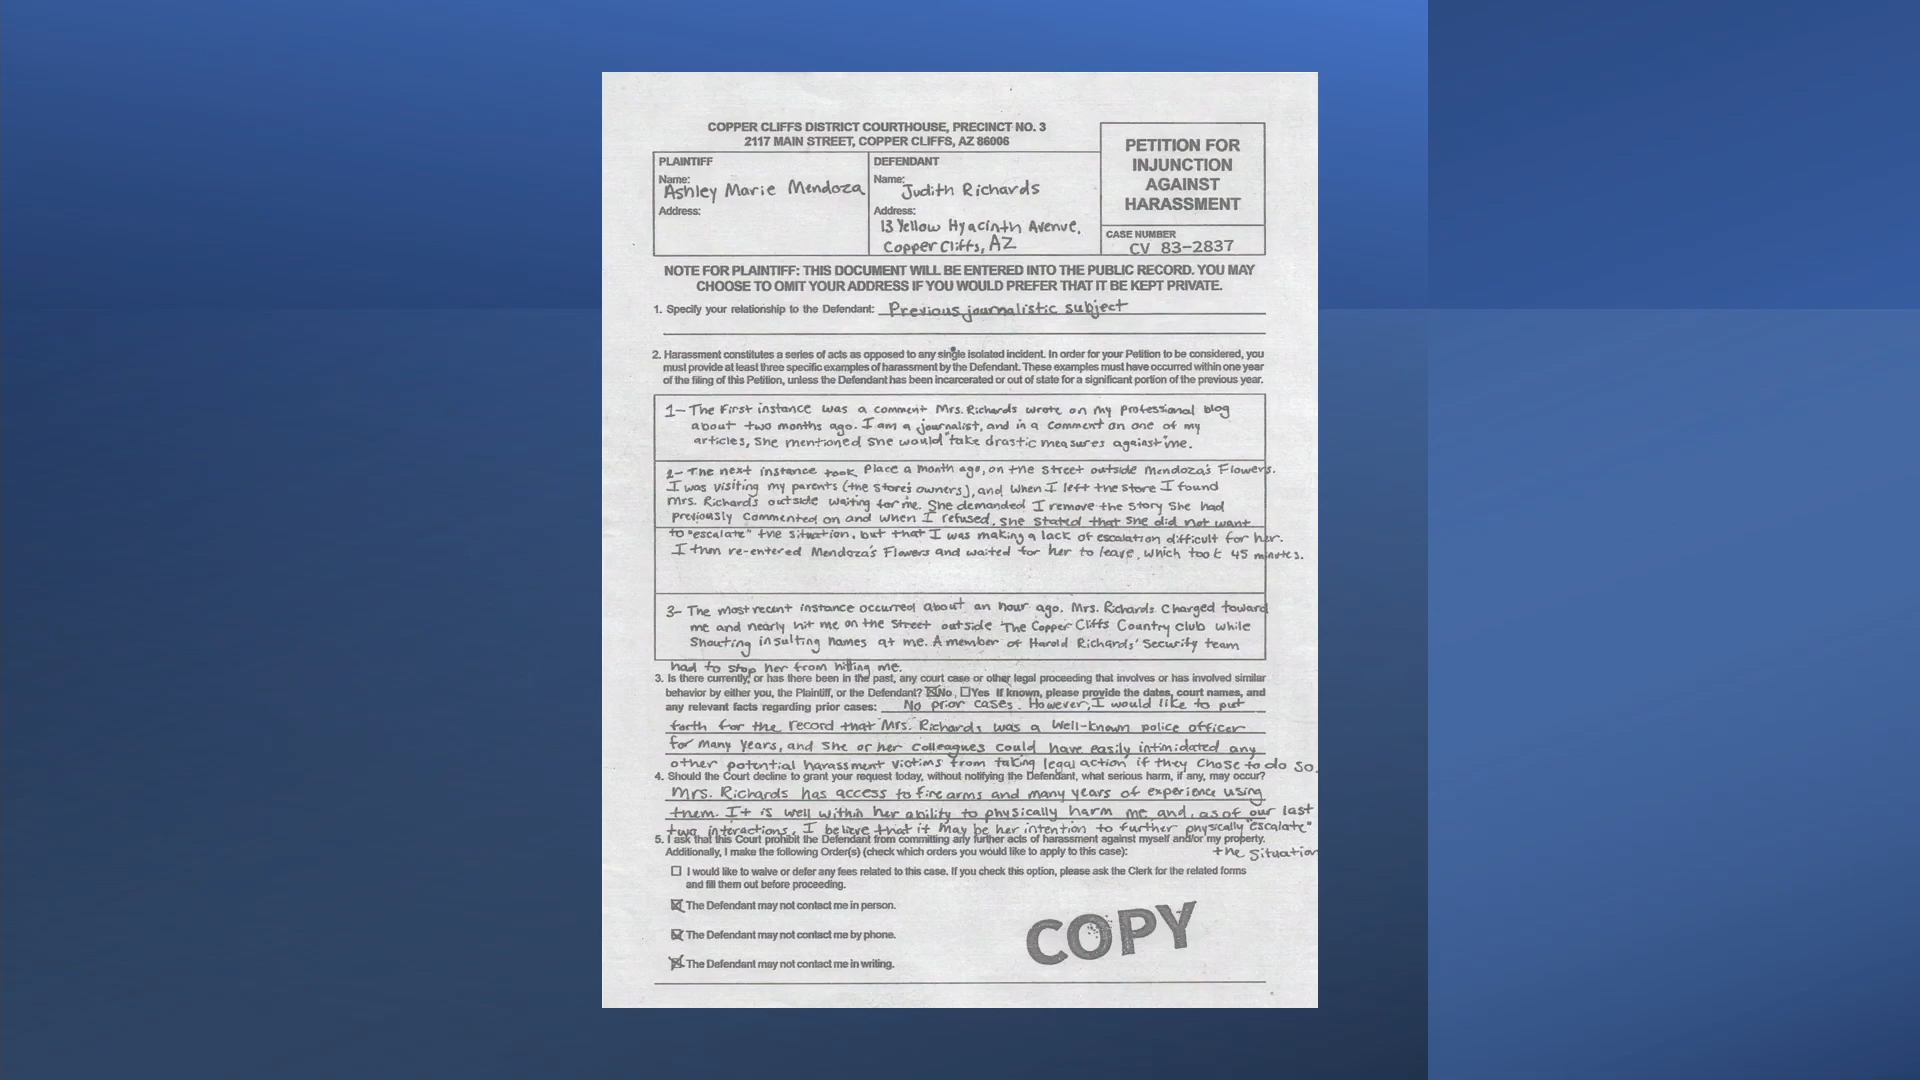 COPPER CLIFFS DISTRICT COURTHOUSE, PRECINCT NO. 3
2117 MAIN STREET, COPPER CLIFFS, AZ 86006
PETITION FOR
INJUNCTION
AGAINST
HARASSMENT
CASE NUMBER
CV 83-2837
PLAINTIFF
Name:
Ashley Marie Mendoza
Address:
DEFENDANT
Name:
Judith Richards
Address:
13 Yellow Hyacinth Avenue,
Copper Cliffs, AZ
NOTE FOR PLAINTIFF: THIS DOCUMENT WILL BE ENTERED INTO THE PUBLIC RECORD. YOU MAY
CHOOSE TO OMIT YOUR ADDRESS IF YOU WOULD PREFER THAT IT BE KEPT PRIVATE.
1. Specify your relationship to the Defendant: Previous journalistic subject
2. Harassment constitutes a series of acts as opposed to any single isolated incident. In order for your Petition to be considered, you
must provide at least three specific examples of harassment by the Defendant. These examples must have occurred within one year
of the filing of this Petition, unless the Defendant has been incarcerated or out of state for a significant portion of the previous year.
1- The first instance was a comment Mrs. Richards wrote on my professional blog
about two months ago. I am a journalist, and in a comment on one of my
articles, she mentioned she would "take drastic measures against" me.
2- The next instance took place a month ago, on the street outside Mendoza's Flowers.
I was visiting my parents (the store's owners), and when I left the store I found
Mrs. Richards outside waiting for me. She demanded I remove the story she had
previously commented on and when I refused, she stated that she did not want
to "escalate" the situation, but that I was making a lack of escalation difficult for her.
I then re-entered Mendoza's Flowers and waited for her to leave, which took 45 minutes.
3- The most recent instance occurred about an hour ago. Mrs. Richards charged toward
me and nearly hit me on the street outside The Copper Cliffs Country Club while
shouting insulting names at me. A member of Harold Richards' security team
had to stop her from hitting me.
3. Is there currently, or has there been in the past, any court case or other legal proceeding that involves or has involved similar
behavior by either you, the Plaintiff, or the Defendant? ☒No, ☐Yes If known, please provide the dates, court names, and
any relevant facts regarding prior cases: No prior cases. However, I would like to put
forth for the record that Mrs. Richards was a well-known police officer
for many years, and she or her colleagues could have easily intimidated any
other potential harassment victims from taking legal action if they chose to do so.
4. Should the Court decline to grant your request today, without notifying the Defendant, what serious harm, if any, may occur?
Mrs. Richards has access to firearms and many years of experience using
them. It is well within her ability to physically harm me and, as of our last
two interactions, I believe that it may be her intention to further physically "escalate"
the situation
5. I ask that this Court prohibit the Defendant from committing any further acts of harassment against myself and/or my property.
Additionally, I make the following Order(s) (check which orders you would like to apply to this case):
☐ I would like to waive or defer any fees related to this case. If you check this option, please ask the Clerk for the related forms
and fill them out before proceeding.
☒ The Defendant may not contact me in person.
☒ The Defendant may not contact me by phone.
☒ The Defendant may not contact me in writing.
COPY